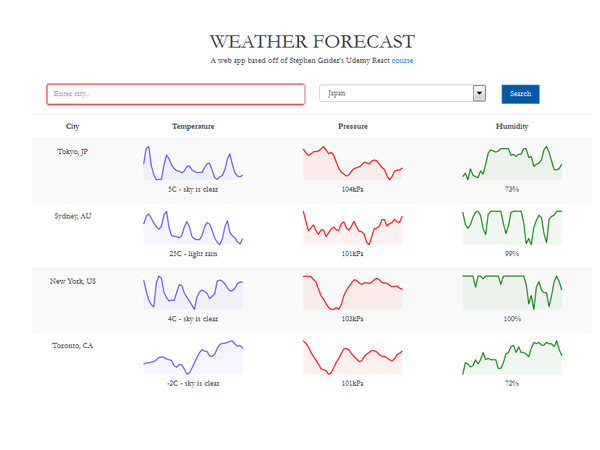 WEATHER FORECAST
A web app based off of Stephen Grider's Udemy React course
Enter city.. Japan Search
City Temperature Pressure Humidity
Tokyo, JP
5C - sky is clear 104kPa 73%
Sydney, AU
25C - light rain 101kPa 99%
New York, US
4C - sky is clear 103kPa 100%
Toronto, CA
-2C - sky is clear 101kPa 72%